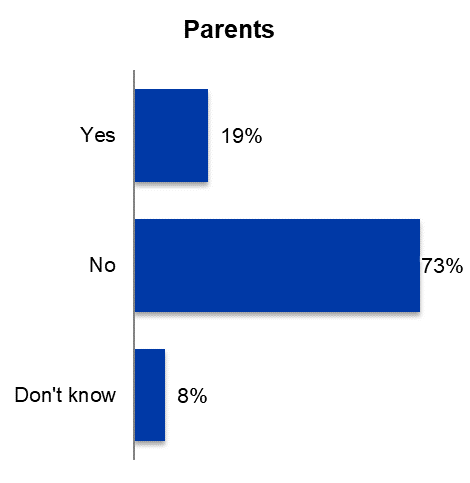 Parents
Yes 19%
No 73%
Don't know 8%